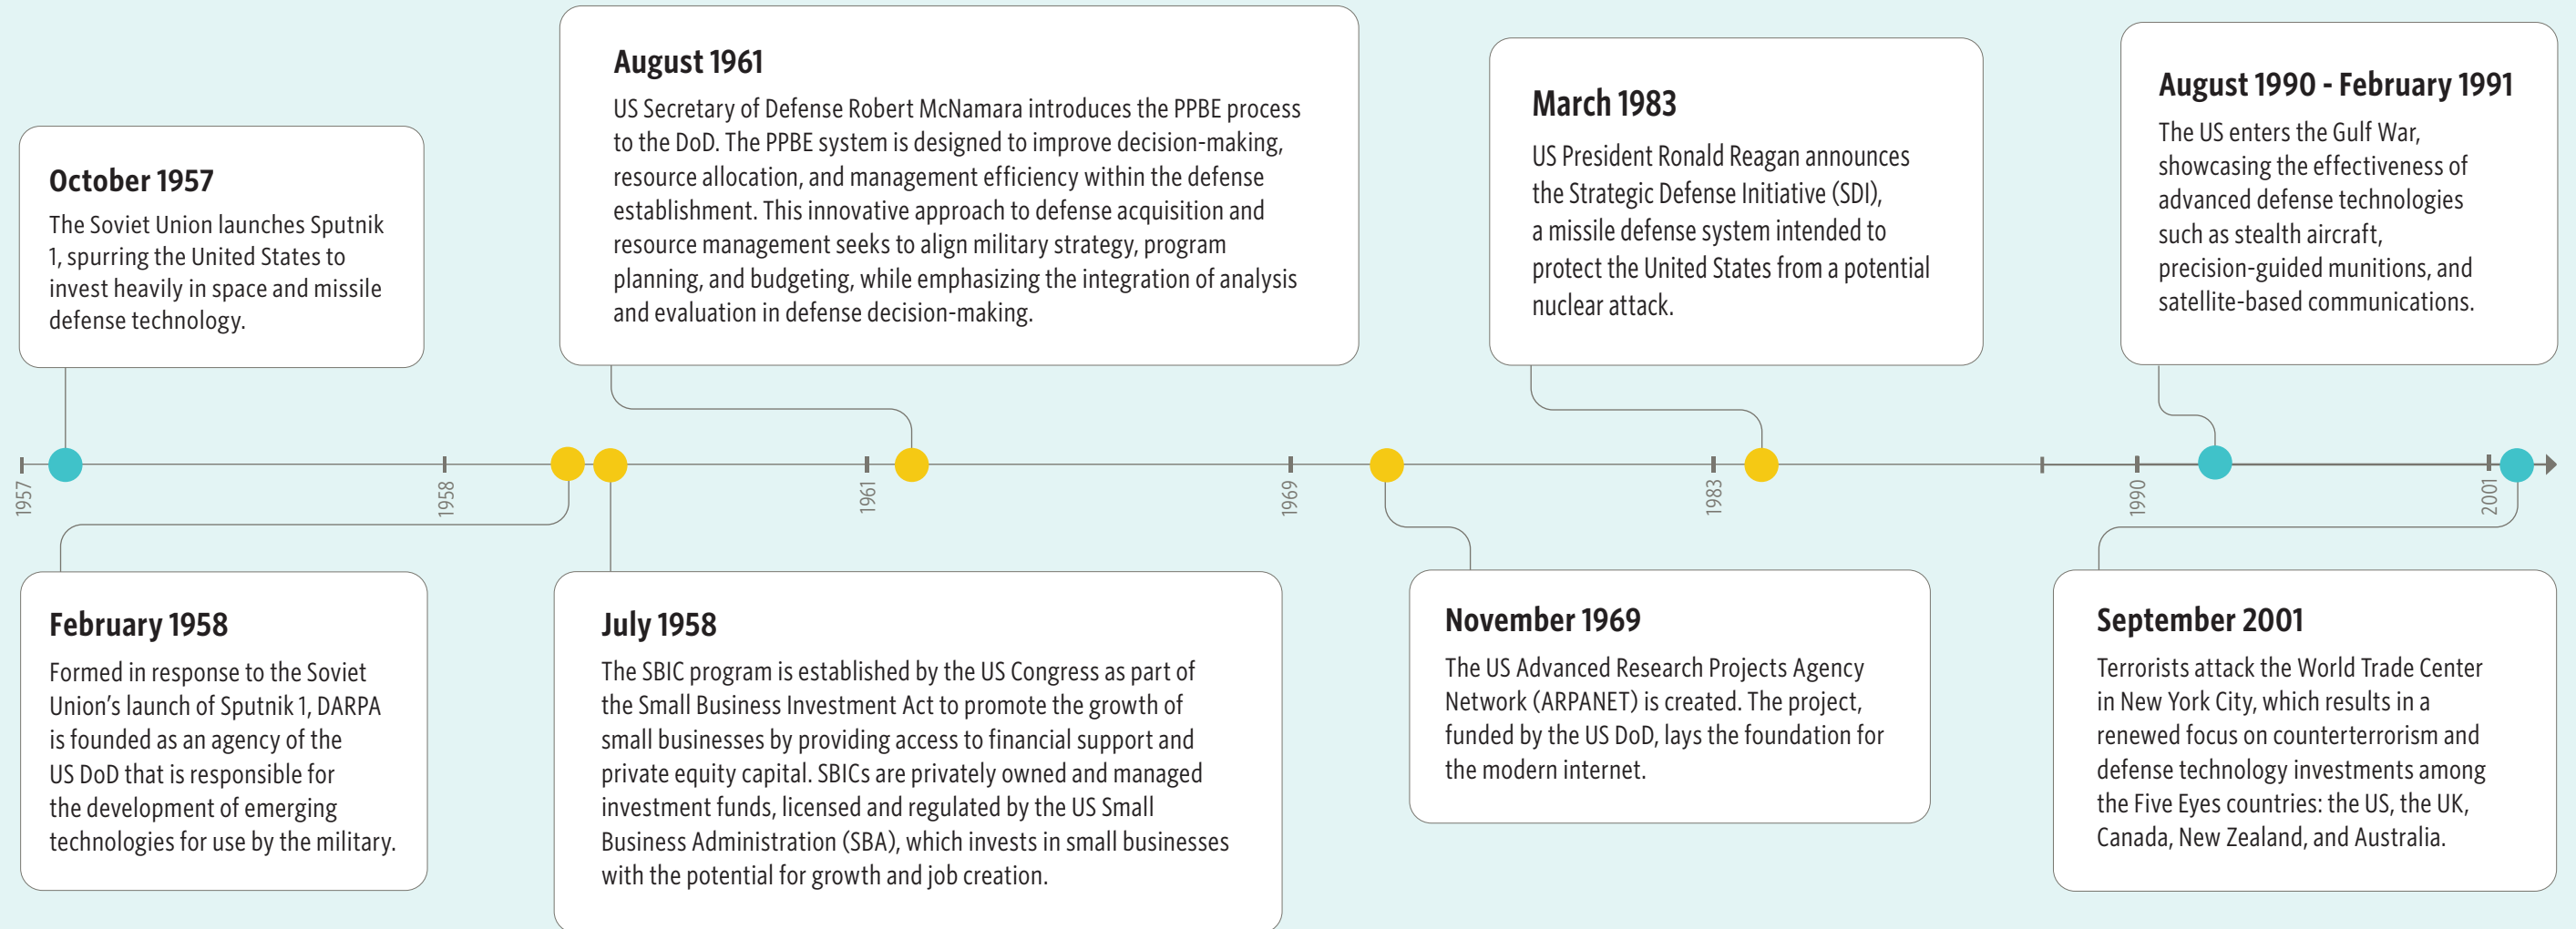 October 1957
The Soviet Union launches Sputnik
1, spurring the United States to
invest heavily in space and missile
defense technology.
August 1961
US Secretary of Defense Robert McNamara introduces the PPBE process
to the DoD. The PPBE system is designed to improve decision-making,
resource allocation, and management efficiency within the defense
establishment. This innovative approach to defense acquisition and
resource management seeks to align military strategy, program
planning, and budgeting, while emphasizing the integration of analysis
and evaluation in defense decision-making.
March 1983
US President Ronald Reagan announces
the Strategic Defense Initiative (SDI),
a missile defense system intended to
protect the United States from a potential
nuclear attack.
August 1990 - February 1991
The US enters the Gulf War,
showcasing the effectiveness of
advanced defense technologies
such as stealth aircraft,
precision-guided munitions, and
satellite-based communications.
1957
1958
1961
1969
1983
1990
2001
February 1958
Formed in response to the Soviet
Union’s launch of Sputnik 1, DARPA
is founded as an agency of the
US DoD that is responsible for
the development of emerging
technologies for use by the military.
July 1958
The SBIC program is established by the US Congress as part of
the Small Business Investment Act to promote the growth of
small businesses by providing access to financial support and
private equity capital. SBICs are privately owned and managed
investment funds, licensed and regulated by the US Small
Business Administration (SBA), which invests in small businesses
with the potential for growth and job creation.
November 1969
The US Advanced Research Projects Agency
Network (ARPANET) is created. The project,
funded by the US DoD, lays the foundation for
the modern internet.
September 2001
Terrorists attack the World Trade Center
in New York City, which results in a
renewed focus on counterterrorism and
defense technology investments among
the Five Eyes countries: the US, the UK,
Canada, New Zealand, and Australia.